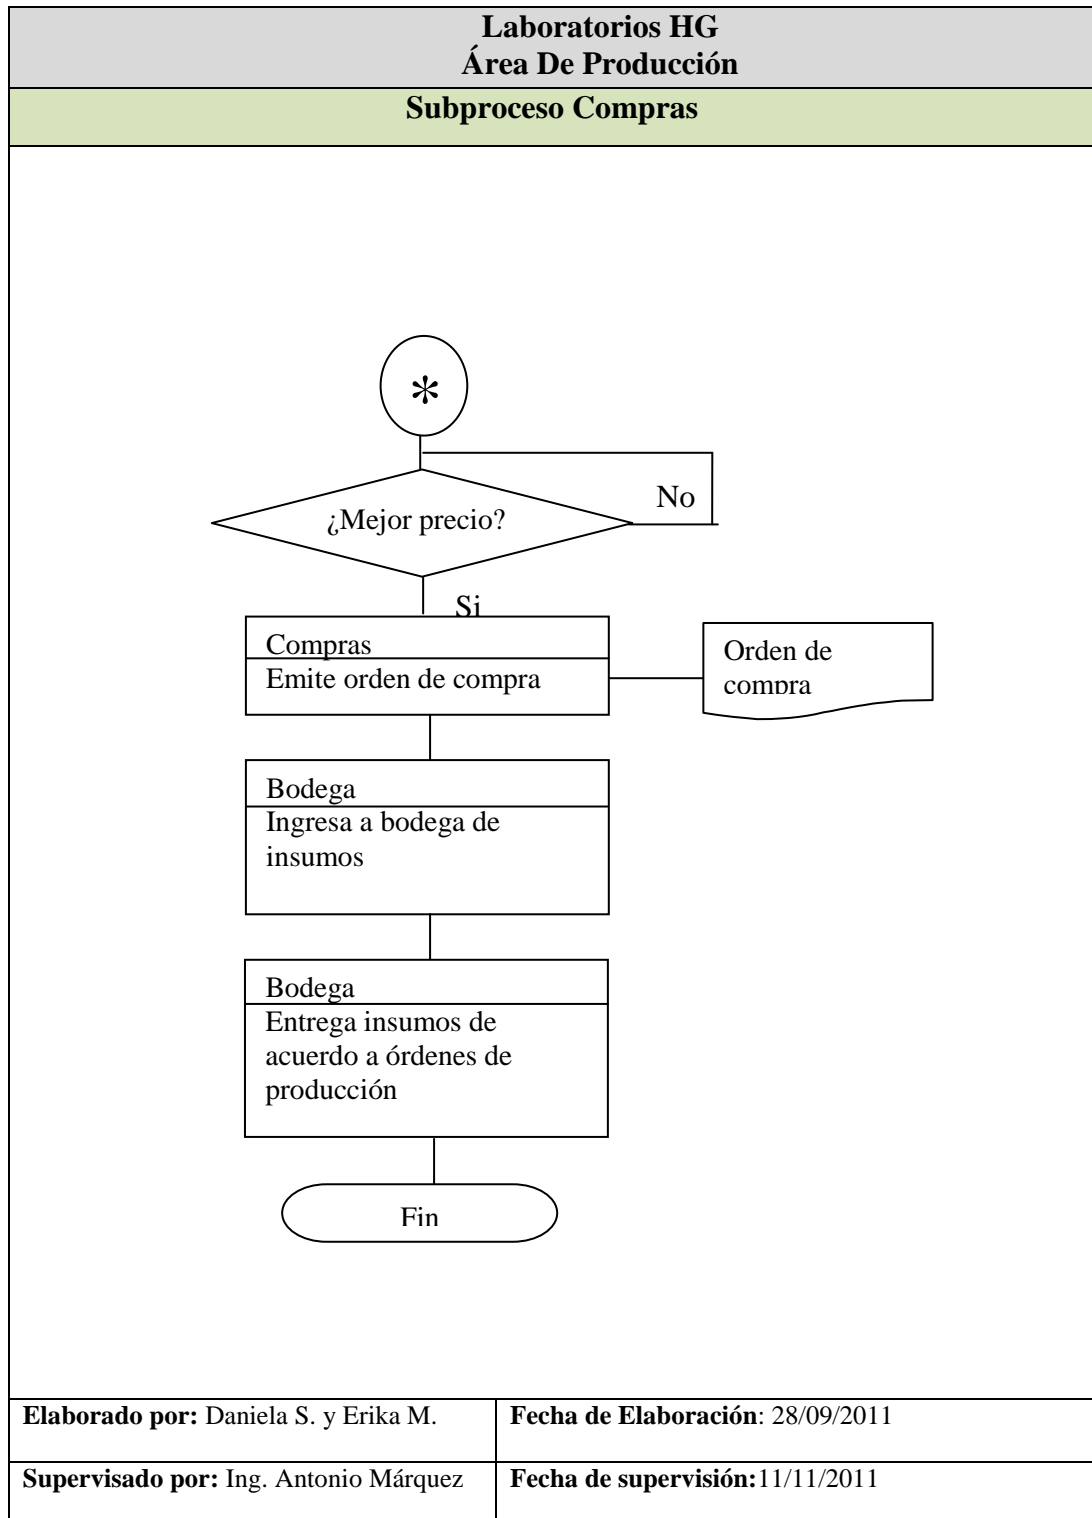 Laboratorios HG
Área De Producción
Subproceso Compras
*
¿Mejor precio?
No
Si
Compras
Emite orden de compra
Orden de
compra
Bodega
Ingresa a bodega de
insumos
Bodega
Entrega insumos de
acuerdo a órdenes de
producción
Fin
Elaborado por: Daniela S. y Erika M.
Fecha de Elaboración: 28/09/2011
Supervisado por: Ing. Antonio Márquez
Fecha de supervisión:11/11/2011